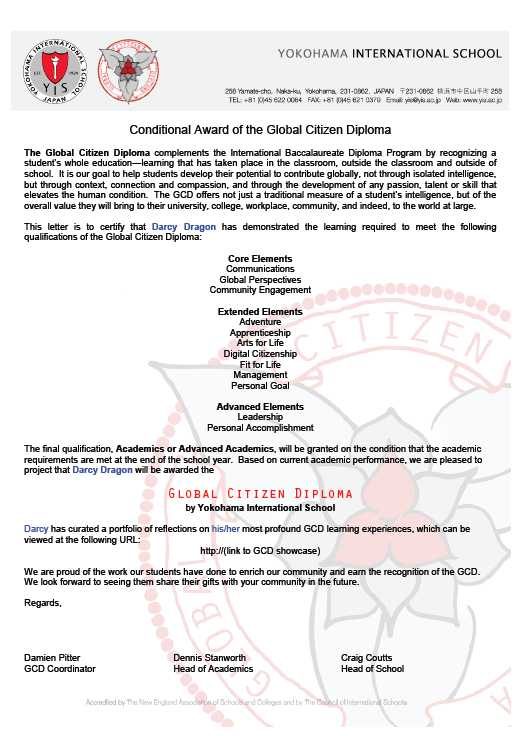 YOKOHAMA INTERNATIONAL SCHOOL
EST. 1924
Y I S
JAPAN
GLOBAL CITIZEN DIPLOMA
YOKOHAMA INTERNATIONAL SCHOOL
258 Yamate-cho, Naka-ku, Yokohama, 231-0862, JAPAN 〒231-0862 横浜市中区山手町 258
TEL: +81 (0)45 622 0084 FAX: +81 (0)45 621 0379 Email: yis@yis.ac.jp Web: www.yis.ac.jp
Conditional Award of the Global Citizen Diploma
The Global Citizen Diploma complements the International Baccalaureate Diploma Program by recognizing a
student's whole education—learning that has taken place in the classroom, outside the classroom and outside of
school. It is our goal to help students develop their potential to contribute globally, not through isolated intelligence,
but through context, connection and compassion, and through the development of any passion, talent or skill that
elevates the human condition. The GCD offers not just a traditional measure of a student's intelligence, but of the
overall value they will bring to their university, college, workplace, community, and indeed, to the world at large.
This letter is to certify that Darcy Dragon has demonstrated the learning required to meet the following
qualifications of the Global Citizen Diploma:
Core Elements
Communications
Global Perspectives
Community Engagement
Extended Elements
Adventure
Apprenticeship
Arts for Life
Digital Citizenship
Fit for Life
Management
Personal Goal
Advanced Elements
Leadership
Personal Accomplishment
The final qualification, Academics or Advanced Academics, will be granted on the condition that the academic
requirements are met at the end of the school year. Based on current academic performance, we are pleased to
project that Darcy Dragon will be awarded the
GLOBAL CITIZEN DIPLOMA
by Yokohama International School
Darcy has curated a portfolio of reflections on his/her most profound GCD learning experiences, which can be
viewed at the following URL:
http://(link to GCD showcase)
We are proud of the work our students have done to enrich our community and earn the recognition of the GCD.
We look forward to seeing them share their gifts with your community in the future.
Regards,
Damien Pitter Dennis Stanworth Craig Coutts
GCD Coordinator Head of Academics Head of School
Accredited by The New England Association of Schools and Colleges and by The Council of International Schools
GLOBAL CITIZEN